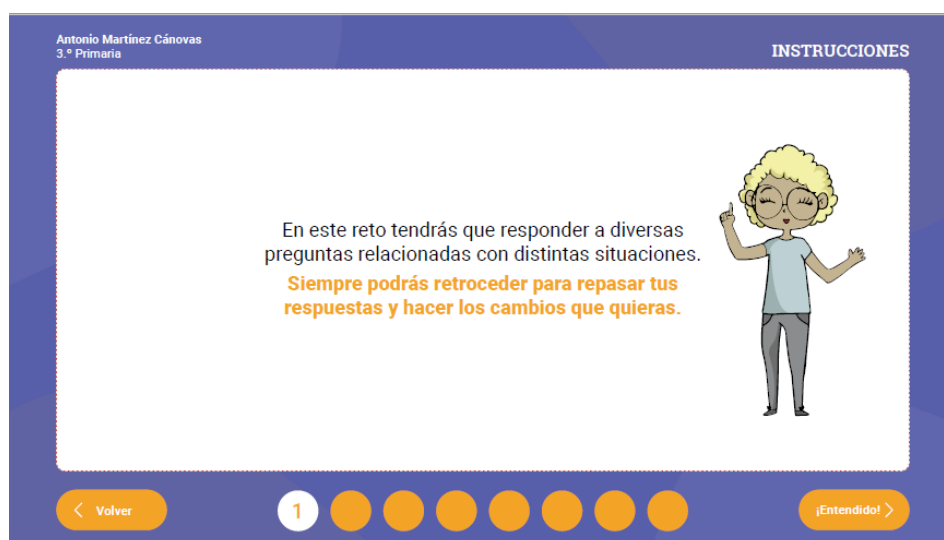 Antonio Martínez Cánovas
3.º Primaria
INSTRUCCIONES
En este reto tendrás que responder a diversas
preguntas relacionadas con distintas situaciones.
Siempre podrás retroceder para repasar tus
respuestas y hacer los cambios que quieras.
Volver
1
¡Entendido!